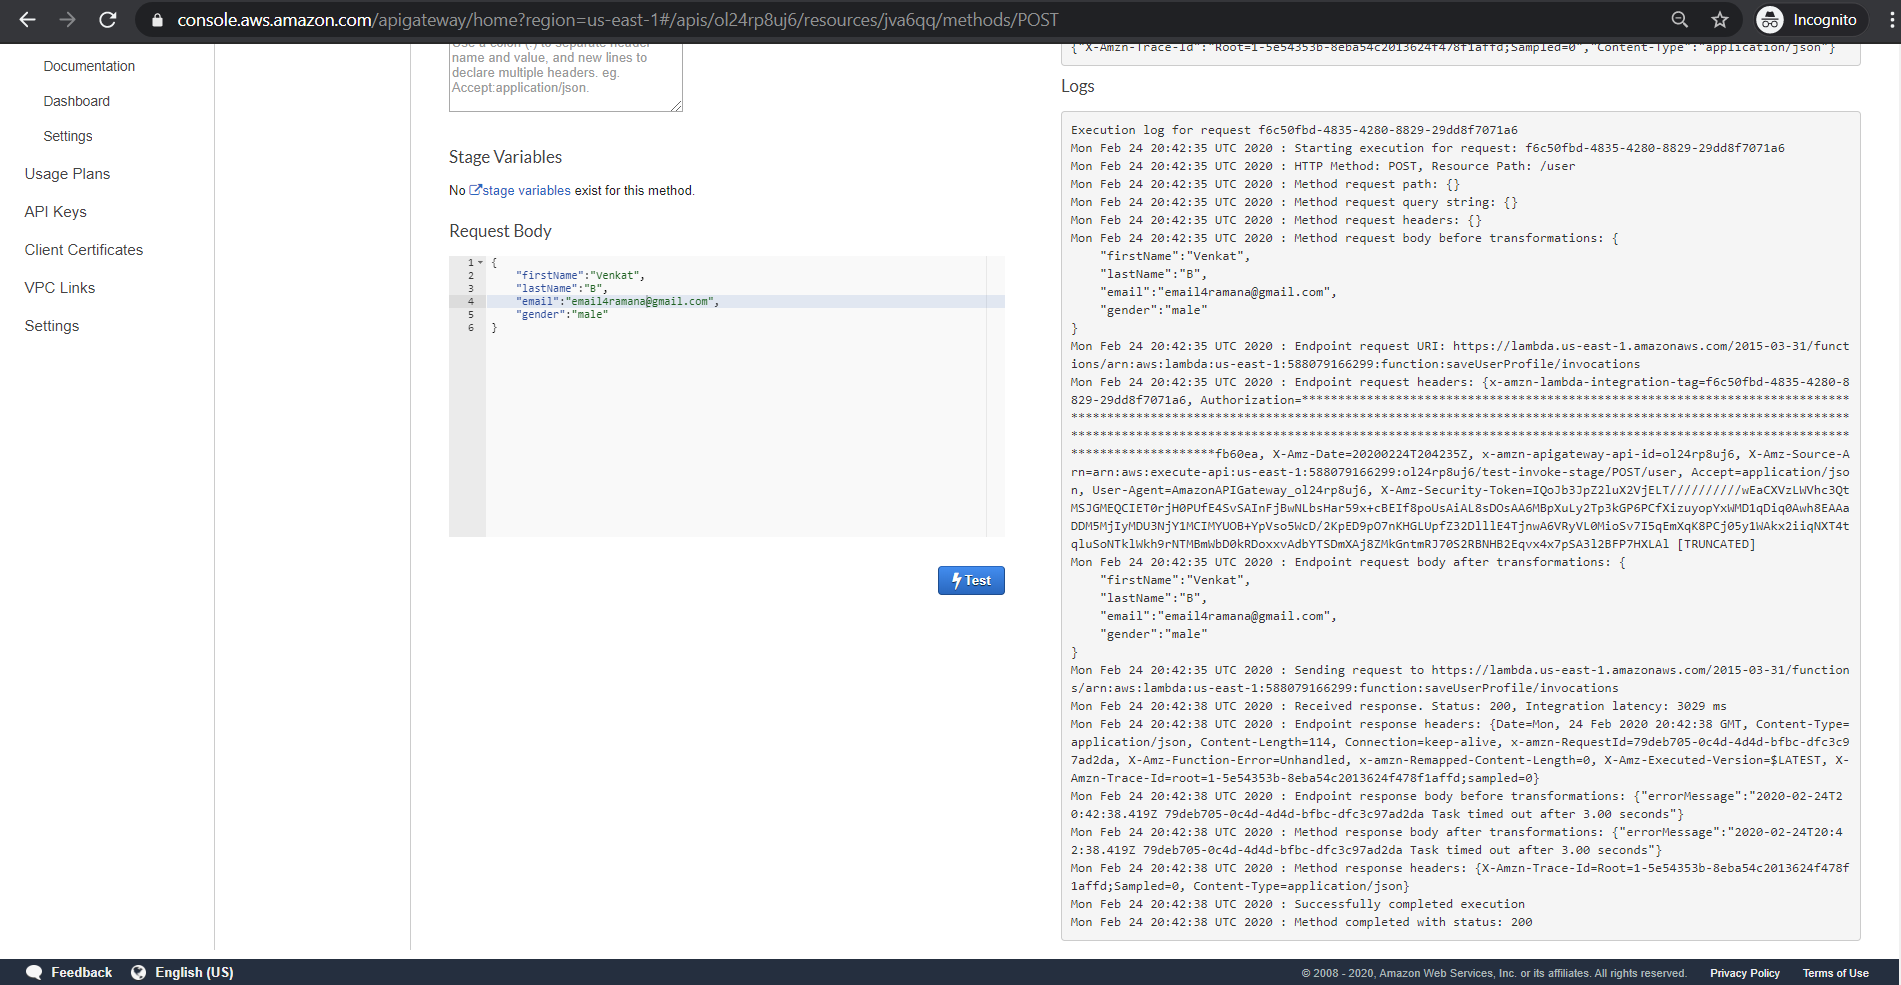 console.aws.amazon.com/apigateway/home?region=us-east-1#/apis/ol24rp8uj6/resources/jva6qq/methods/POST
Incognito
Documentation
Dashboard
Settings
Usage Plans
API Keys
Client Certificates
VPC Links
Settings
Use a colon (:) to separate header
name and value, and new lines to
declare multiple headers. eg.
Accept:application/json.
Stage Variables
No stage variables exist for this method.
Request Body
1 {
2 "firstName":"Venkat",
3 "lastName":"B",
4 "email":"email4ramana@gmail.com",
5 "gender":"male"
6 }
Test
{"X-Amzn-Trace-Id":"Root=1-5e54353b-8eba54c2013624f478f1affd;Sampled=0","Content-Type":"application/json"}
Logs
Execution log for request f6c50fbd-4835-4280-8829-29dd8f7071a6
Mon Feb 24 20:42:35 UTC 2020 : Starting execution for request: f6c50fbd-4835-4280-8829-29dd8f7071a6
Mon Feb 24 20:42:35 UTC 2020 : HTTP Method: POST, Resource Path: /user
Mon Feb 24 20:42:35 UTC 2020 : Method request path: {}
Mon Feb 24 20:42:35 UTC 2020 : Method request query string: {}
Mon Feb 24 20:42:35 UTC 2020 : Method request headers: {}
Mon Feb 24 20:42:35 UTC 2020 : Method request body before transformations: {
"firstName":"Venkat",
"lastName":"B",
"email":"email4ramana@gmail.com",
"gender":"male"
}
Mon Feb 24 20:42:35 UTC 2020 : Endpoint request URI: https://lambda.us-east-1.amazonaws.com/2015-03-31/funct
ions/arn:aws:lambda:us-east-1:588079166299:function:saveUserProfile/invocations
Mon Feb 24 20:42:35 UTC 2020 : Endpoint request headers: {x-amzn-lambda-integration-tag=f6c50fbd-4835-4280-8
829-29dd8f7071a6, Authorization=****************************************************************************
************************************************************************************************************
************************************************************************************************************
********************fb60ea, X-Amz-Date=20200224T204235Z, x-amzn-apigateway-api-id=ol24rp8uj6, X-Amz-Source-A
rn=arn:aws:execute-api:us-east-1:588079166299:ol24rp8uj6/test-invoke-stage/POST/user, Accept=application/jso
n, User-Agent=AmazonAPIGateway_ol24rp8uj6, X-Amz-Security-Token=IQoJb3JpZ2luX2VjELT//////////wEaCXVzLWVhc3Qt
MSJGMEQCIET0rjH0PUfE4SvSAInFjBwNLbsHar59x+cBEIf8poUsAiAL8sDOsAA6MBpXuLy2Tp3kGP6PCfXizuyopYxWMD1qDiq0Awh8EAAa
DDM5MjIyMDU3NjY1MCIMYUOB+YpVso5WcD/2KpED9pO7nKHGLUpfZ32DlllE4TjnwA6VRyVL0MioSv7I5qEmXqK8PCj05y1WAkx2iiqNXT4t
qluSoNTklWkh9rNTMBmWbD0kRDoxxvAdbYTSDmXAj8ZMkGntmRJ70S2RBNHB2Eqvx4x7pSA3l2BFP7HXLAl [TRUNCATED]
Mon Feb 24 20:42:35 UTC 2020 : Endpoint request body after transformations: {
"firstName":"Venkat",
"lastName":"B",
"email":"email4ramana@gmail.com",
"gender":"male"
}
Mon Feb 24 20:42:35 UTC 2020 : Sending request to https://lambda.us-east-1.amazonaws.com/2015-03-31/function
s/arn:aws:lambda:us-east-1:588079166299:function:saveUserProfile/invocations
Mon Feb 24 20:42:38 UTC 2020 : Received response. Status: 200, Integration latency: 3029 ms
Mon Feb 24 20:42:38 UTC 2020 : Endpoint response headers: {Date=Mon, 24 Feb 2020 20:42:38 GMT, Content-Type=
application/json, Content-Length=114, Connection=keep-alive, x-amzn-RequestId=79deb705-0c4d-4d4d-bfbc-dfc3c9
7ad2da, X-Amz-Function-Error=Unhandled, x-amzn-Remapped-Content-Length=0, X-Amz-Executed-Version=$LATEST, X-
Amzn-Trace-Id=root=1-5e54353b-8eba54c2013624f478f1affd;sampled=0}
Mon Feb 24 20:42:38 UTC 2020 : Endpoint response body before transformations: {"errorMessage":"2020-02-24T2
0:42:38.419Z 79deb705-0c4d-4d4d-bfbc-dfc3c97ad2da Task timed out after 3.00 seconds"}
Mon Feb 24 20:42:38 UTC 2020 : Method response body after transformations: {"errorMessage":"2020-02-24T20:4
2:38.419Z 79deb705-0c4d-4d4d-bfbc-dfc3c97ad2da Task timed out after 3.00 seconds"}
Mon Feb 24 20:42:38 UTC 2020 : Method response headers: {X-Amzn-Trace-Id=Root=1-5e54353b-8eba54c2013624f478f
1affd;Sampled=0, Content-Type=application/json}
Mon Feb 24 20:42:38 UTC 2020 : Successfully completed execution
Mon Feb 24 20:42:38 UTC 2020 : Method completed with status: 200
Feedback
English (US)
© 2008 - 2020, Amazon Web Services, Inc. or its affiliates. All rights reserved.
Privacy Policy
Terms of Use